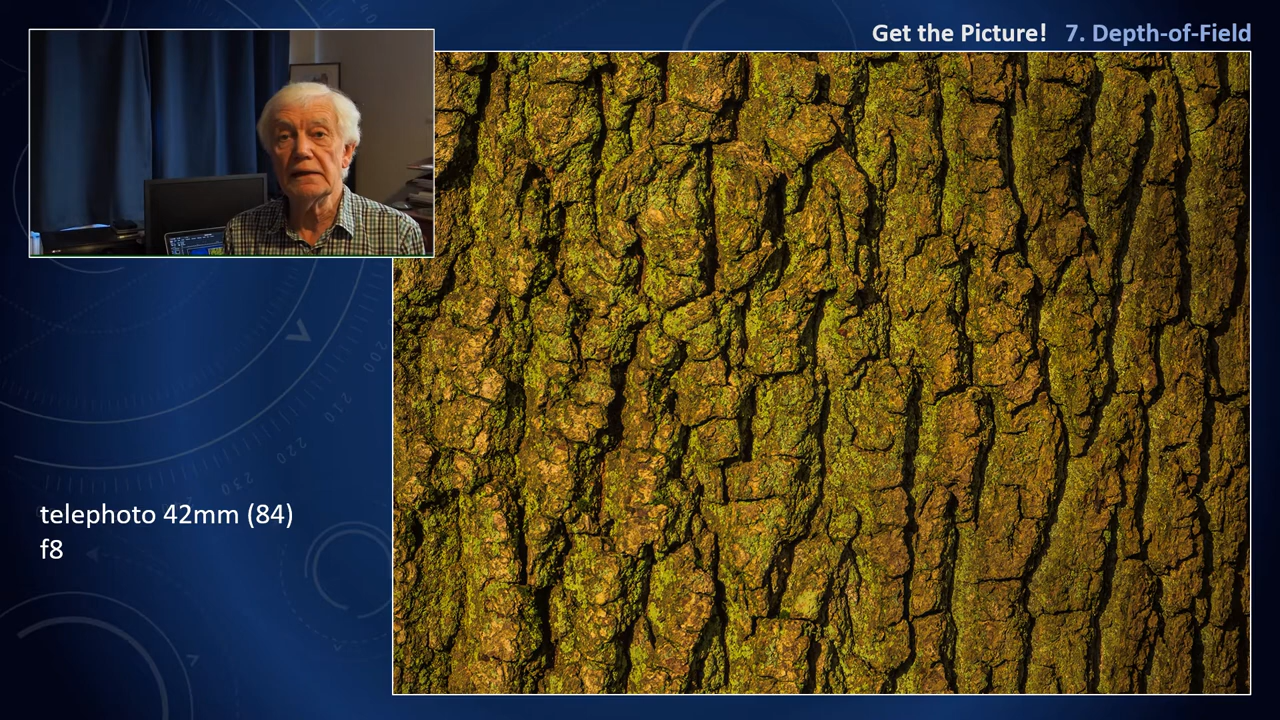 Get the Picture! 7. Depth-of-Field
telephoto 42mm (84)
f8